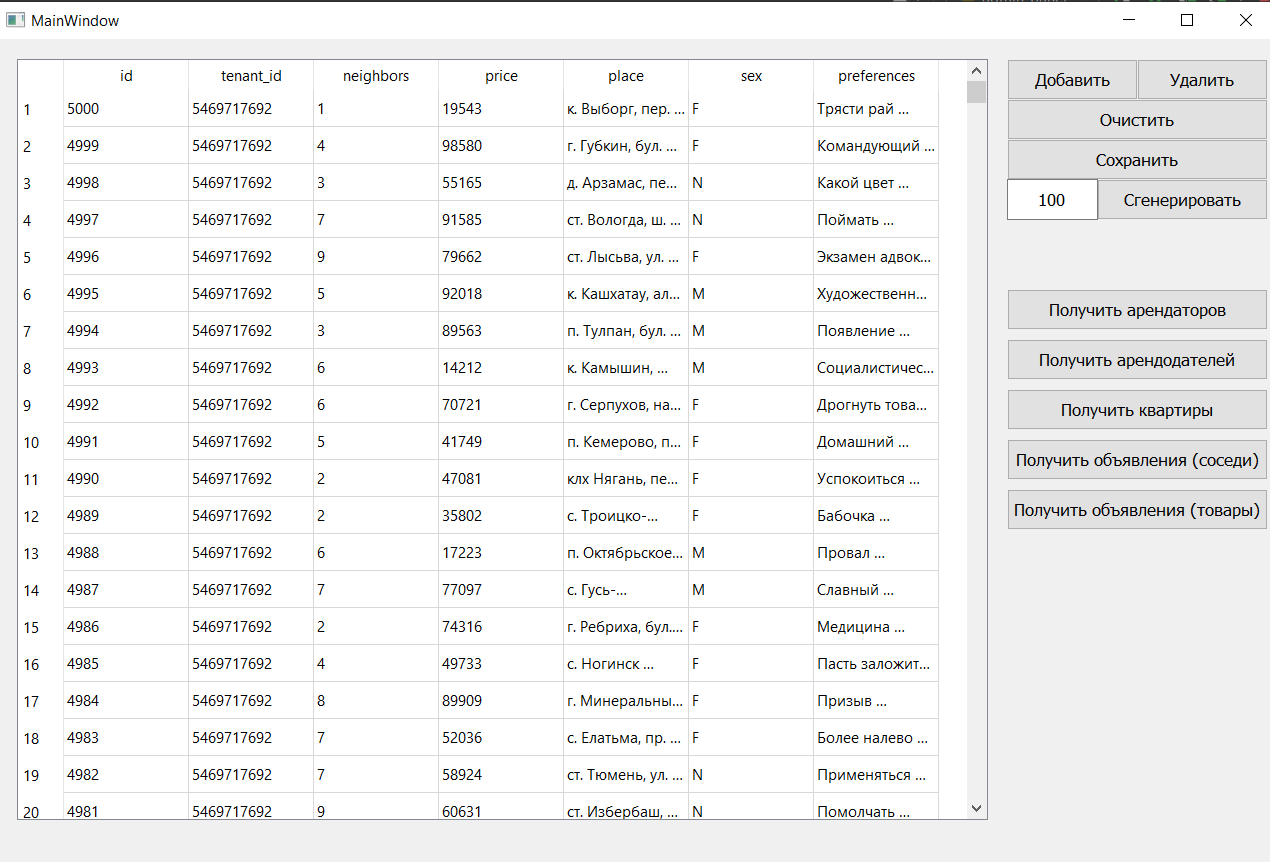 MainWindow
id tenant_id neighbors price place sex preferences
1 5000 5469717692 1 19543 к. Выборг, пер. ... F Трясти рай ...
2 4999 5469717692 4 98580 г. Губкин, бул. ... F Командующий ...
3 4998 5469717692 3 55165 д. Арзамас, пе... N Какой цвет ...
4 4997 5469717692 7 91585 ст. Вологда, ш. ... N Поймать ...
5 4996 5469717692 9 79662 ст. Лысьва, ул. ... F Экзамен адвок...
6 4995 5469717692 5 92018 к. Кашхатау, ал... M Художественн...
7 4994 5469717692 3 89563 п. Тулпан, бул. ... M Появление ...
8 4993 5469717692 6 14212 к. Камышин, ... M Социалистичес...
9 4992 5469717692 6 70721 г. Серпухов, на... F Дрогнуть това...
10 4991 5469717692 5 41749 п. Кемерово, п... F Домашний ...
11 4990 5469717692 2 47081 клх Нягань, пе... F Успокоиться ...
12 4989 5469717692 2 35802 с. Троицко-... F Бабочка ...
13 4988 5469717692 6 17223 п. Октябрьское... M Провал ...
14 4987 5469717692 7 77097 с. Гусь-... M Славный ...
15 4986 5469717692 2 74316 г. Ребриха, бул.... F Медицина ...
16 4985 5469717692 4 49733 с. Ногинск ... F Пасть заложит...
17 4984 5469717692 8 89909 г. Минеральны... F Призыв ...
18 4983 5469717692 7 52036 с. Елатьма, пр. ... F Более налево ...
19 4982 5469717692 7 58924 ст. Тюмень, ул. ... N Применяться ...
20 4981 5469717692 9 60631 ст. Избербаш, ... N Помолчать ...
Добавить Удалить
Очистить
Сохранить
100 Сгенерировать
Получить арендаторов
Получить арендодателей
Получить квартиры
Получить объявления (соседи)
Получить объявления (товары)